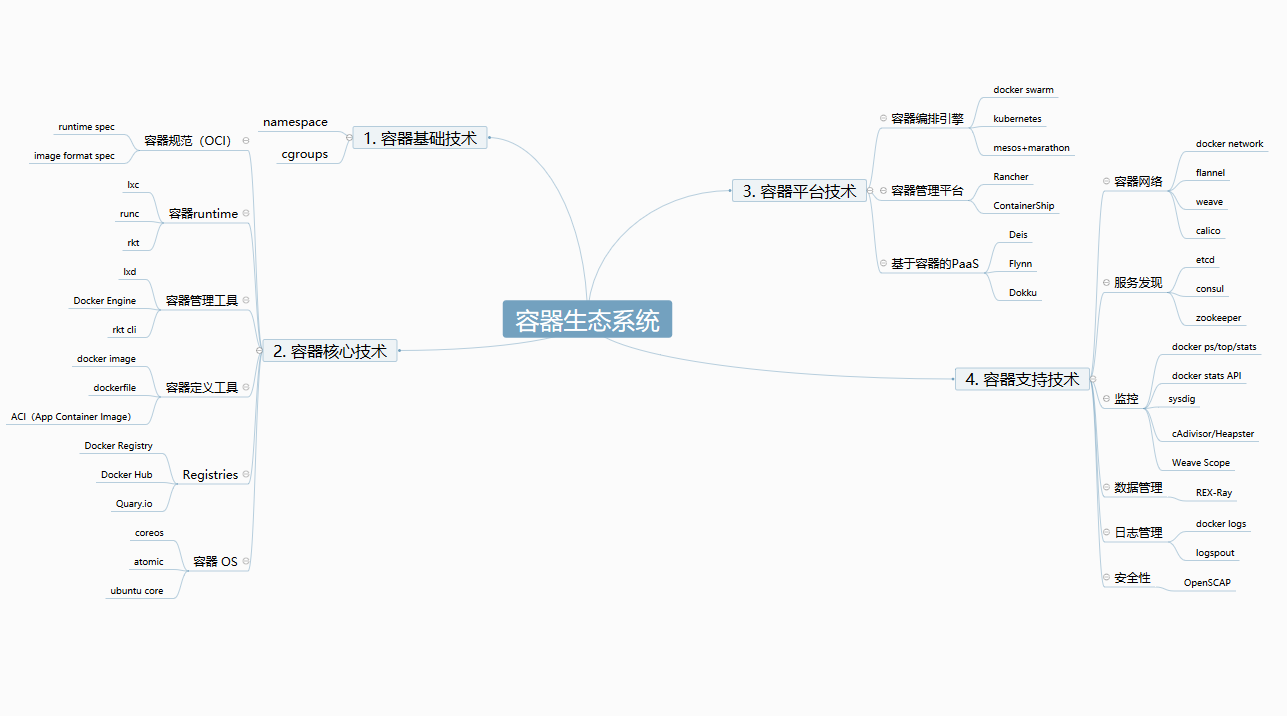 容器生态系统
1. 容器基础技术
namespace
cgroups
2. 容器核心技术
容器规范（OCI）
runtime spec
image format spec
容器runtime
lxc
runc
rkt
容器管理工具
lxd
Docker Engine
rkt cli
容器定义工具
docker image
dockerfile
ACI（App Container Image）
Registries
Docker Registry
Docker Hub
Quary.io
容器 OS
coreos
atomic
ubuntu core
3. 容器平台技术
容器编排引擎
docker swarm
kubernetes
mesos+marathon
容器管理平台
Rancher
ContainerShip
基于容器的PaaS
Deis
Flynn
Dokku
4. 容器支持技术
容器网络
docker network
flannel
weave
calico
服务发现
etcd
consul
zookeeper
监控
docker ps/top/stats
docker stats API
sysdig
cAdivisor/Heapster
Weave Scope
数据管理
REX-Ray
日志管理
docker logs
logspout
安全性
OpenSCAP